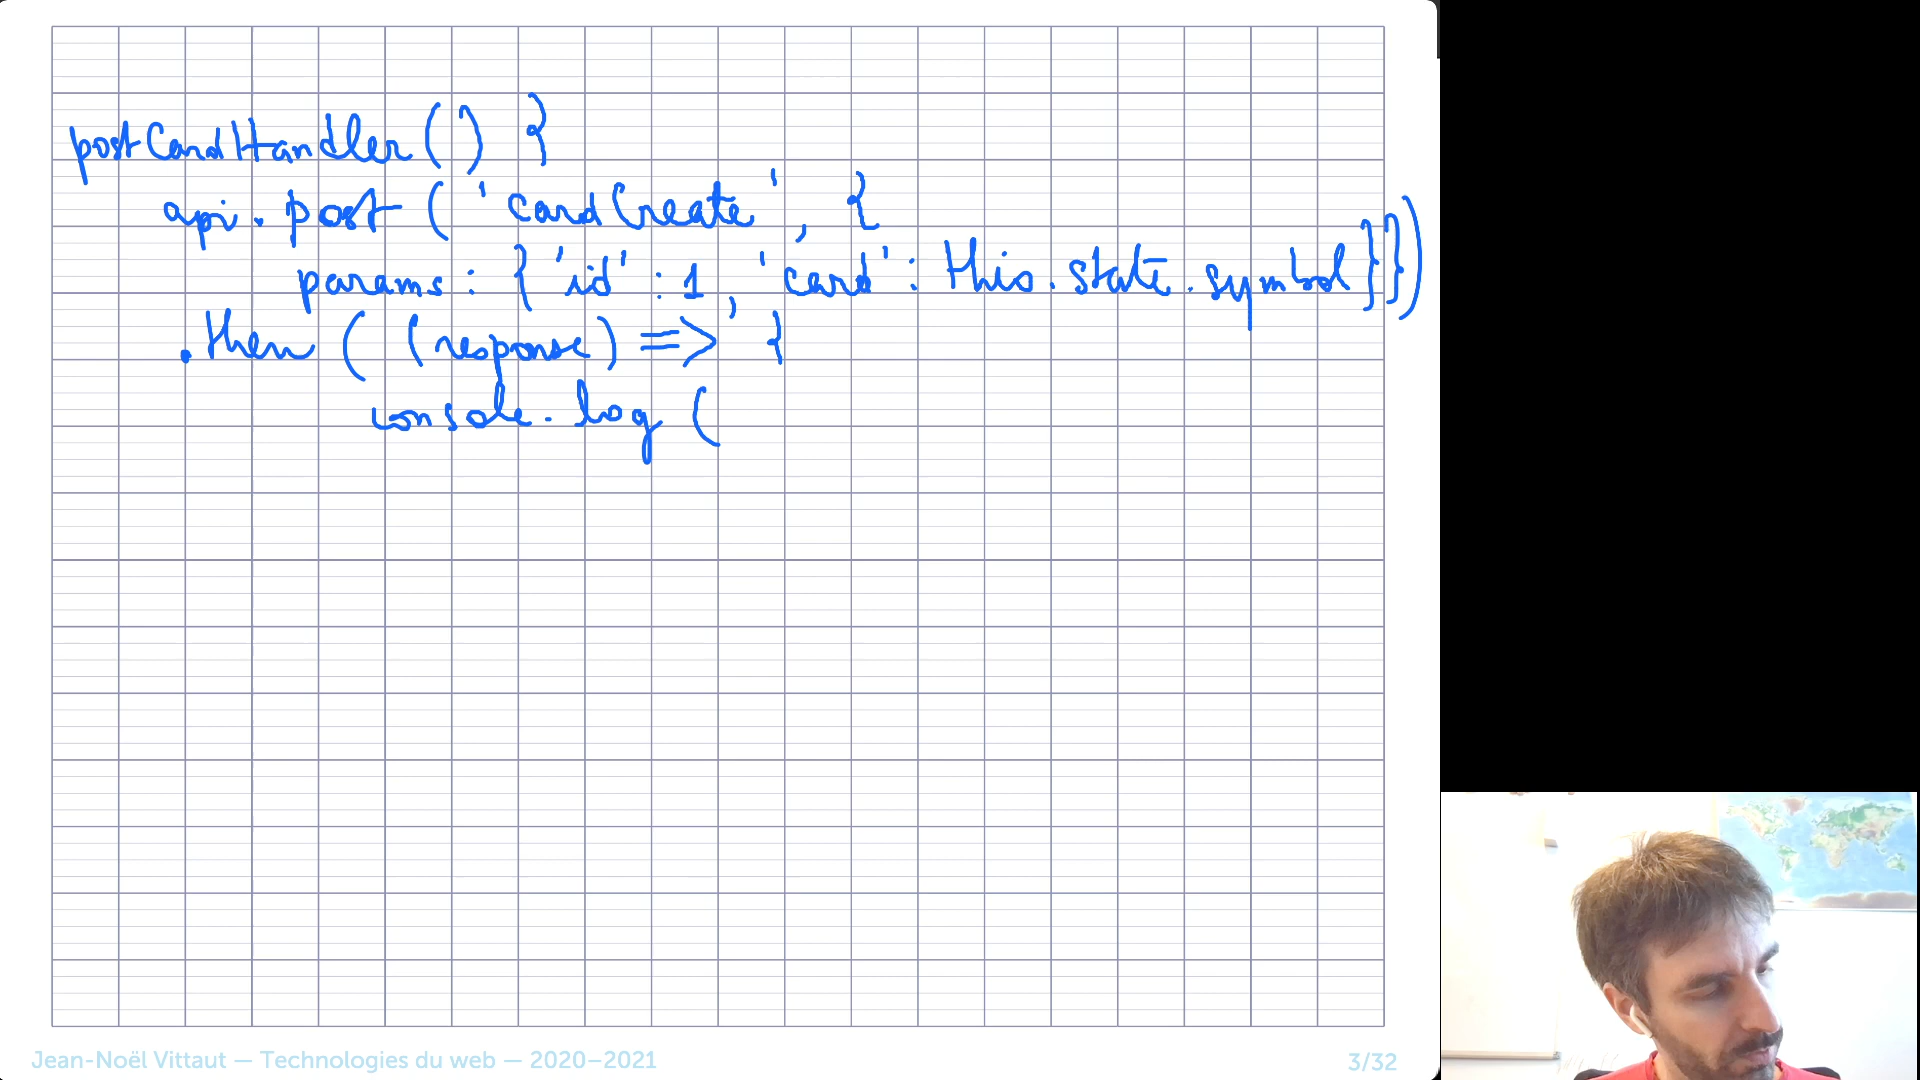 postCardHandler() {
api.post('cardCreate', {
params: {'id':1, 'card': this.state.symbol}})
.then ( (response) => {
console.log (
Jean-Noël Vittaut — Technologies du web — 2020–2021
3/32